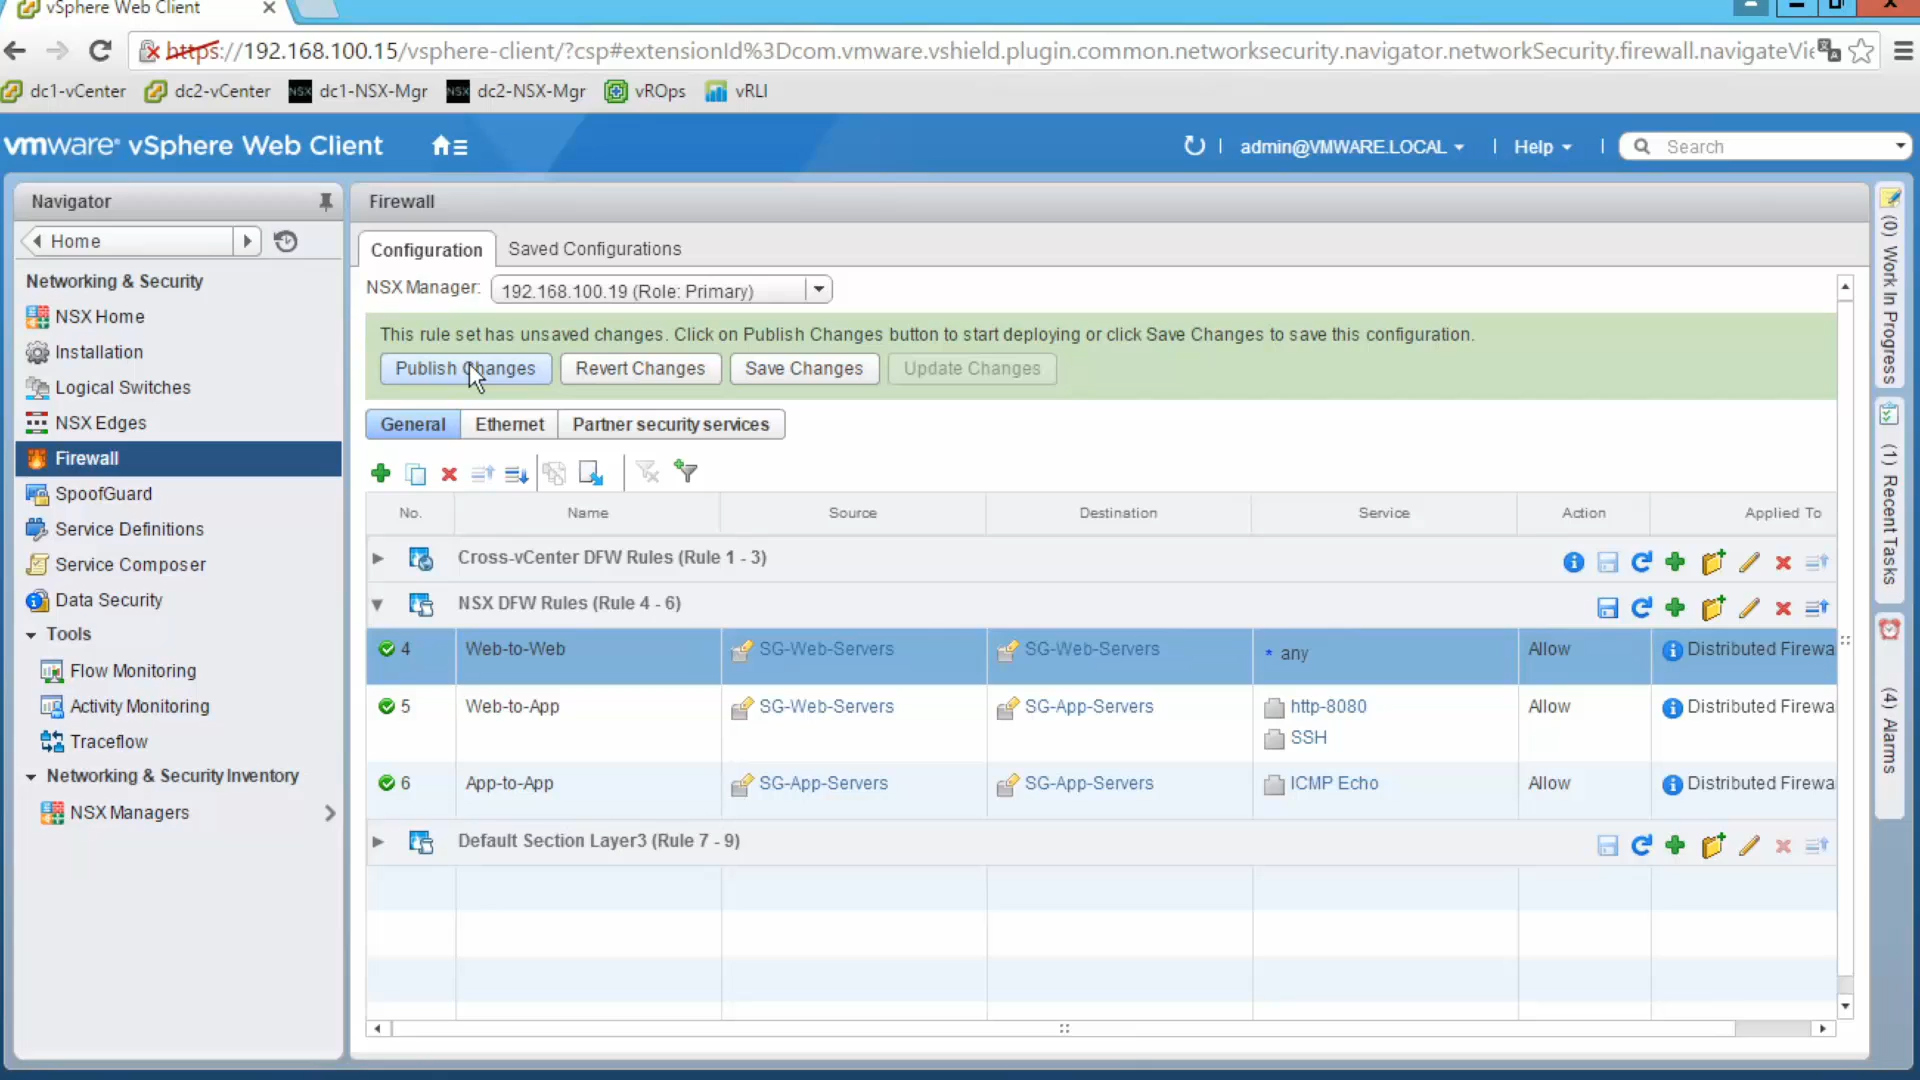 vSphere Web Client
https://192.168.100.15/vsphere-client/?csp#extensionId%3Dcom.vmware.vshield.plugin.common.networksecurity.navigator.networkSecurity.firewall.navigateVie
dc1-vCenter dc2-vCenter NSX dc1-NSX-Mgr NSX dc2-NSX-Mgr vROps vRLI
vmware® vSphere Web Client
admin@VMWARE.LOCAL | Help | Search
Navigator
Home
Networking & Security
NSX Home
Installation
Logical Switches
NSX Edges
Firewall
SpoofGuard
Service Definitions
Service Composer
Data Security
Tools
Flow Monitoring
Activity Monitoring
Traceflow
Networking & Security Inventory
NSX Managers
Firewall
Configuration Saved Configurations
NSX Manager: 192.168.100.19 (Role: Primary)
This rule set has unsaved changes. Click on Publish Changes button to start deploying or click Save Changes to save this configuration.
Publish Changes Revert Changes Save Changes Update Changes
General Ethernet Partner security services
No. Name Source Destination Service Action Applied To
Cross-vCenter DFW Rules (Rule 1 - 3)
NSX DFW Rules (Rule 4 - 6)
4 Web-to-Web SG-Web-Servers SG-Web-Servers * any Allow Distributed Firewa
5 Web-to-App SG-Web-Servers SG-App-Servers http-8080 Allow Distributed Firewa
SSH
6 App-to-App SG-App-Servers SG-App-Servers ICMP Echo Allow Distributed Firewa
Default Section Layer3 (Rule 7 - 9)
(0) Work In Progress
(1) Recent Tasks
(4) Alarms